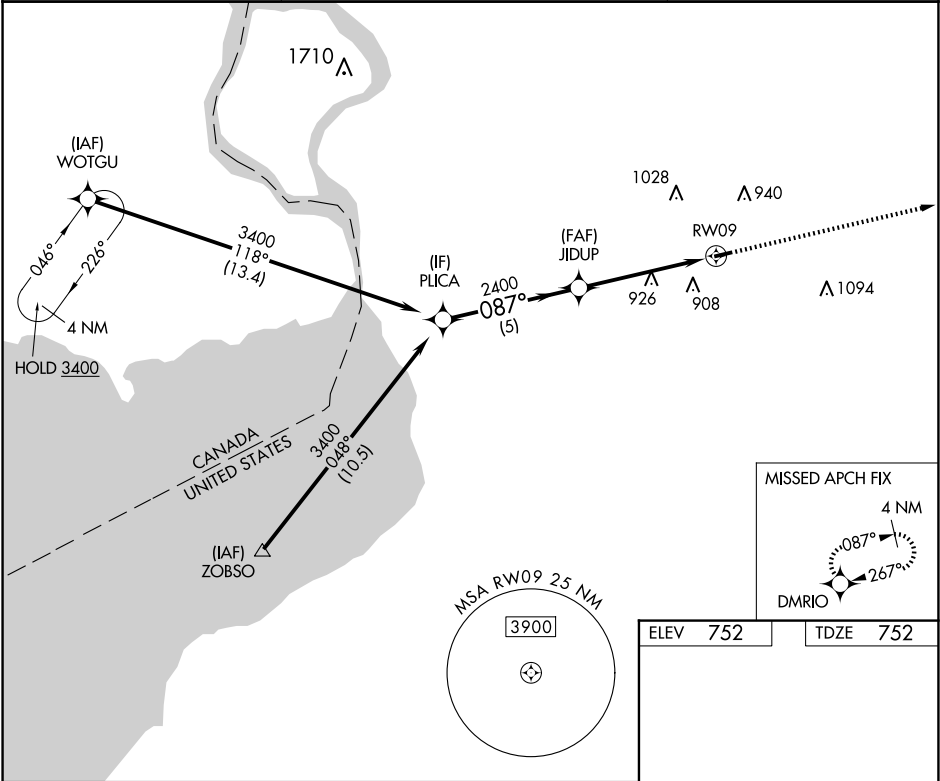 1710
(IAF)
WOTGU
1028
940
RW09
(FAF)
JIDUP
046°
226°
3400
118°
(13.4)
(IF)
PLICA
2400
087°
(5)
926
908
1094
4 NM
HOLD 3400
CANADA
UNITED STATES
3400
048°
(10.5)
(IAF)
ZOBSO
MISSED APCH FIX
4 NM
087°
267°
DMRIO
MSA RW09 25 NM
3900
ELEV 752
TDZE 752